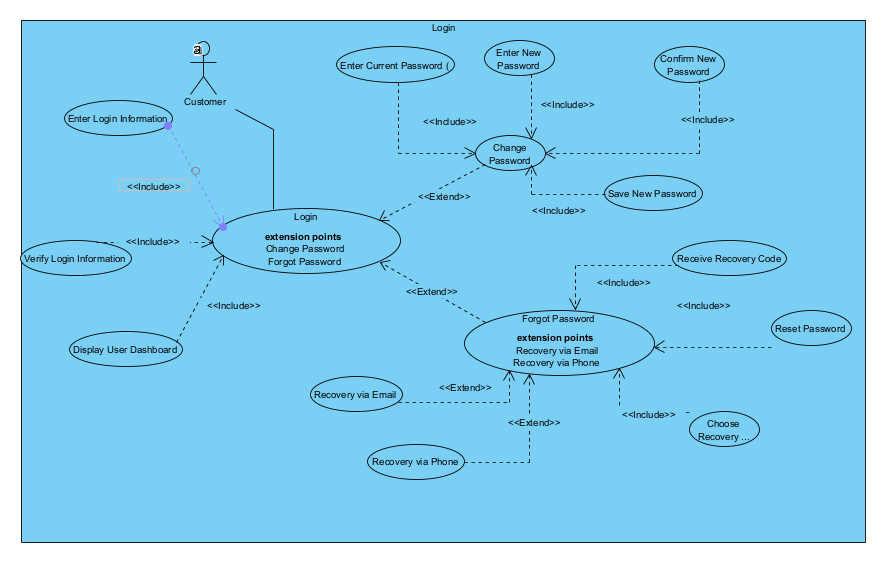 Login
a
Customer
Enter Current Password (
Enter New
Password
Confirm New
Password
Enter Login Information
<<Include>>
<<Include>>
<<Include>>
Change
Password
<<Include>>
<<Extend>>
Save New Password
<<Include>>
Login
extension points
Change Password
Forgot Password
<<Include>>
Verify Login Information
<<Include>>
Display User Dashboard
<<Extend>>
Receive Recovery Code
<<Include>>
<<Include>>
Forgot Password
extension points
Recovery via Email
Recovery via Phone
Reset Password
Recovery via Email
<<Extend>>
<<Extend>>
<<Include>>
Choose
Recovery ...
Recovery via Phone